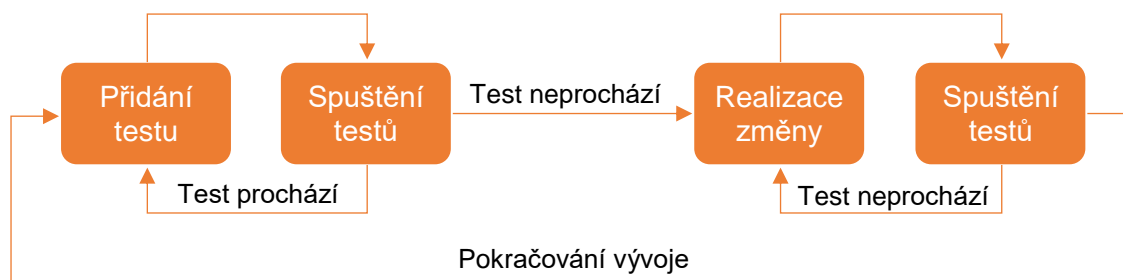 Přidání
testu
Spuštění
testů
Test neprochází
Realizace
změny
Spuštění
testů
Test prochází
Test neprochází
Pokračování vývoje